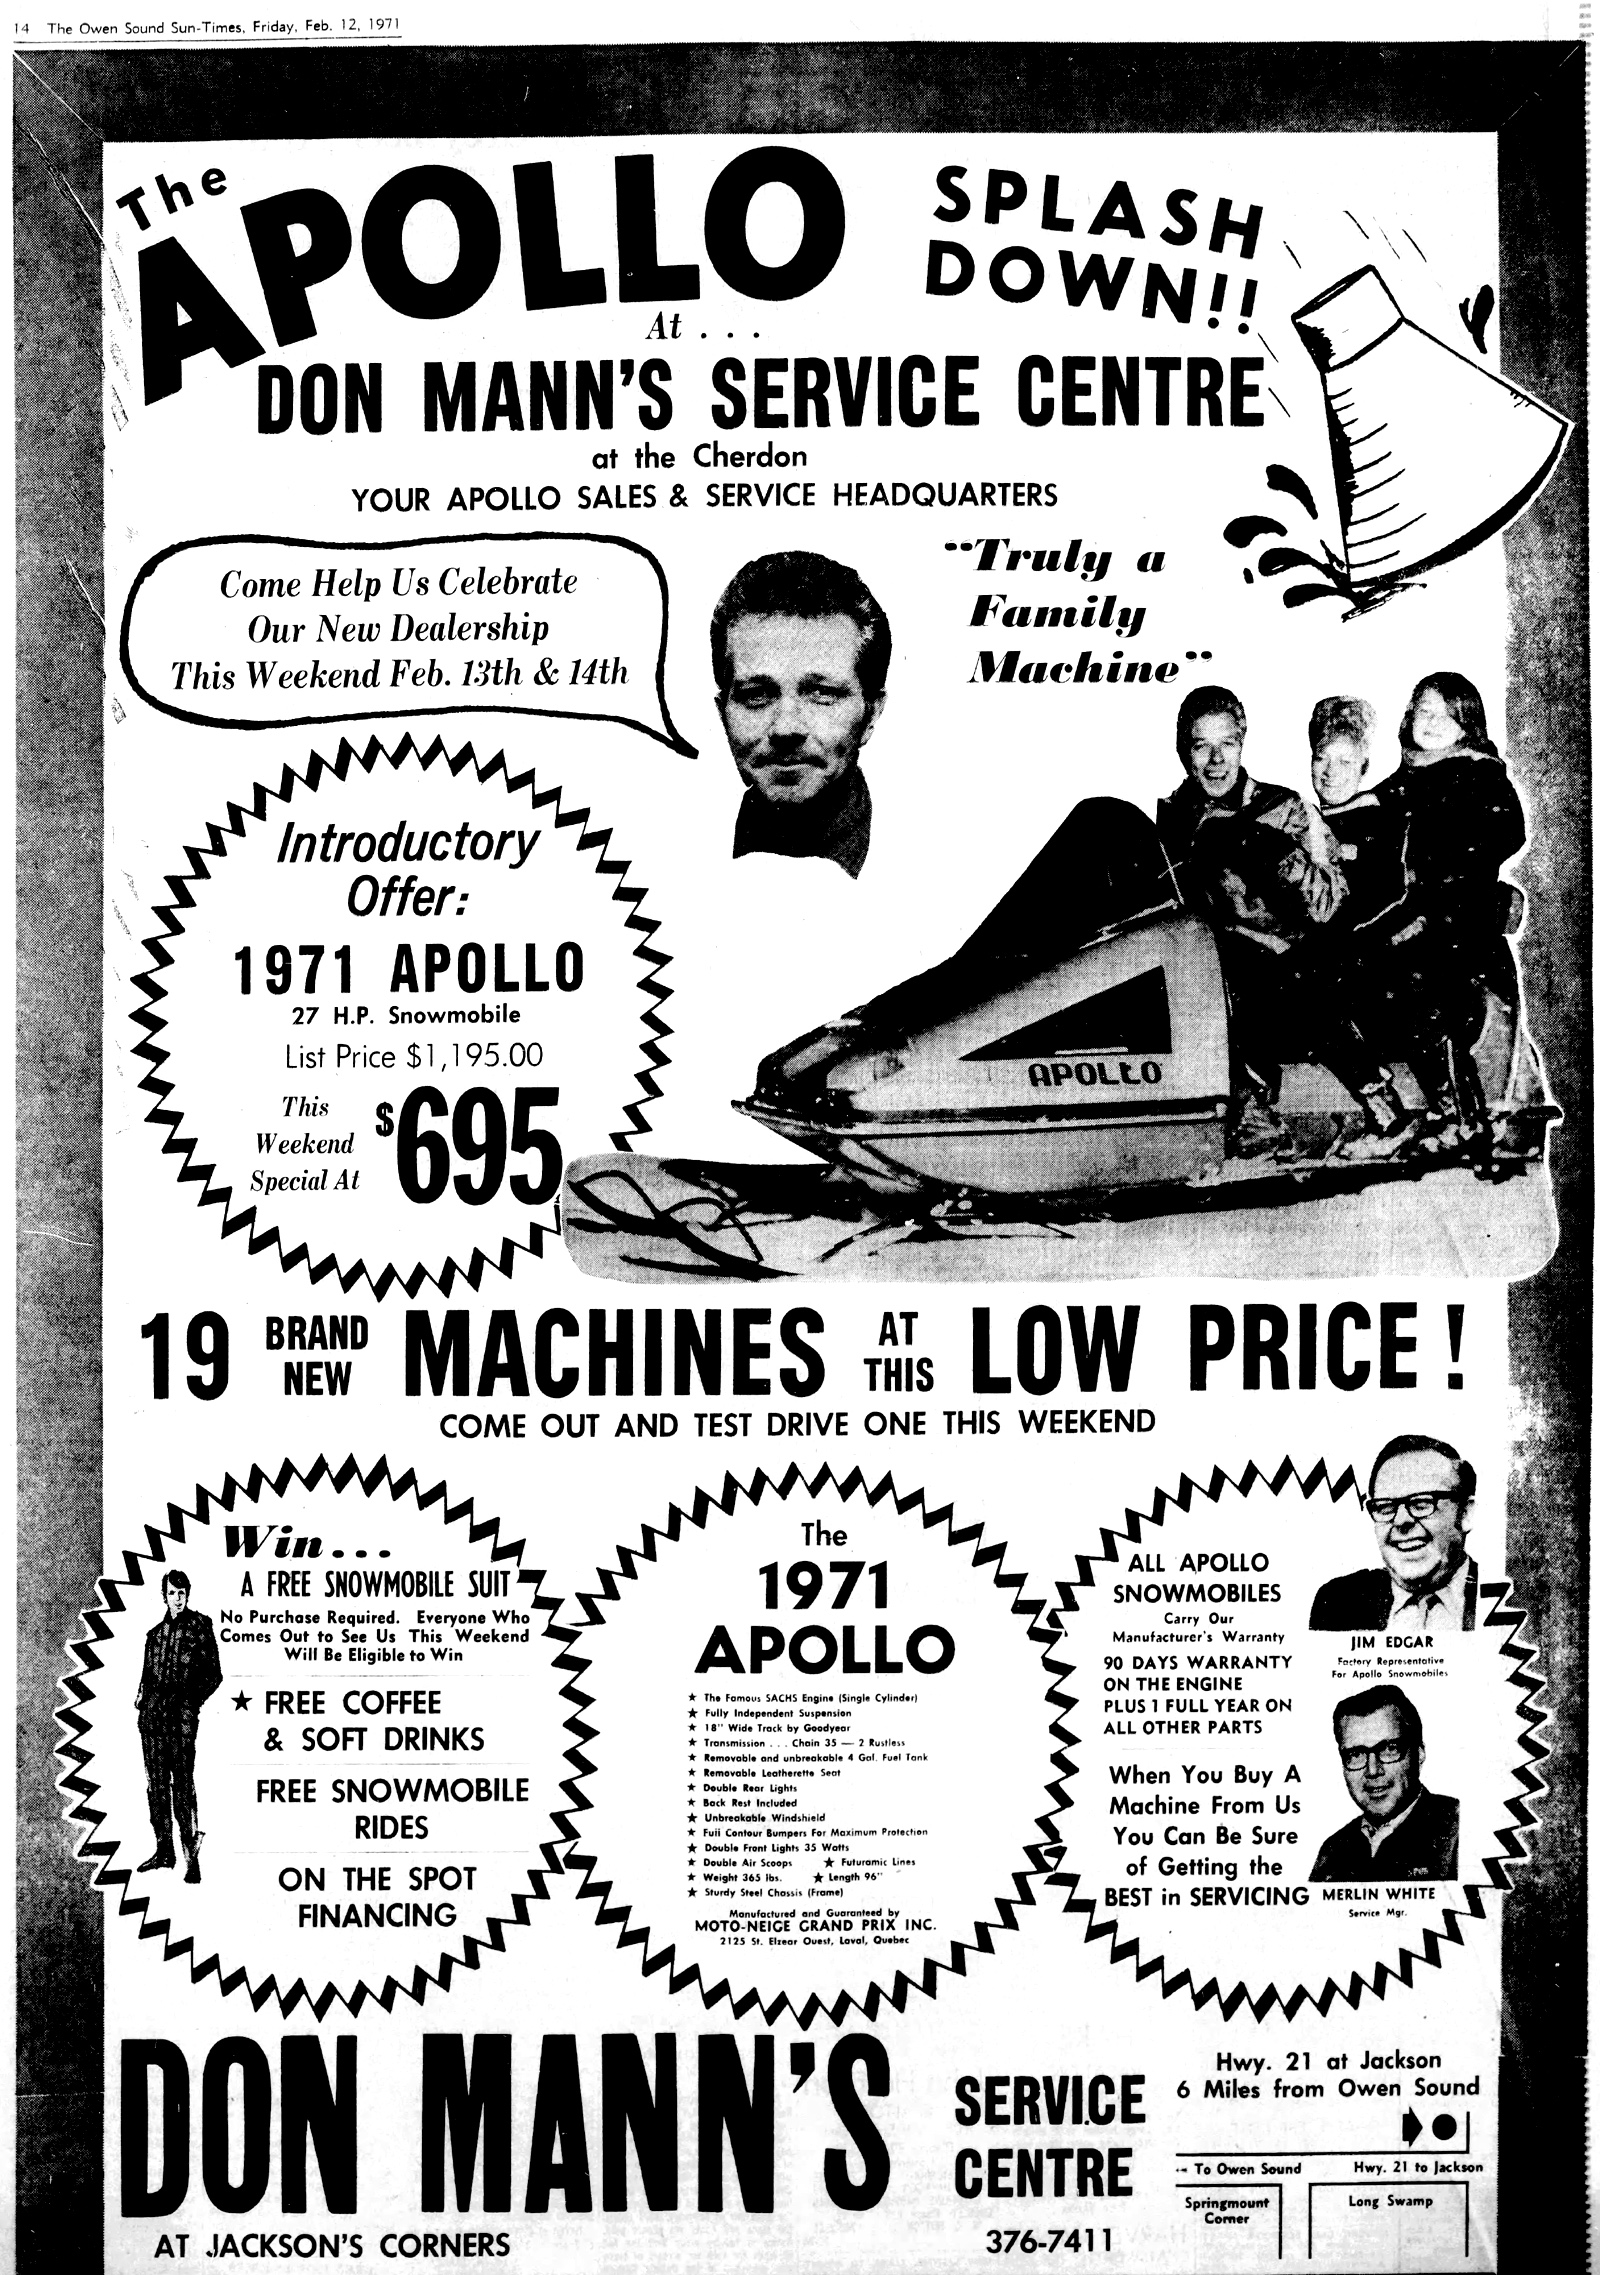 14 The Owen Sound Sun-Times, Friday, Feb. 12, 1971
The
APOLLO
SPLASH
DOWN!!
At . . .
DON MANN'S SERVICE CENTRE
at the Cherdon
YOUR APOLLO SALES & SERVICE HEADQUARTERS
Come Help Us Celebrate
Our New Dealership
This Weekend Feb. 13th & 14th
"Truly a
Family
Machine"
Introductory
Offer:
1971 APOLLO
27 H.P. Snowmobile
List Price $1,195.00
This
Weekend
Special At
$695
APOLLO
19 BRAND NEW MACHINES AT THIS LOW PRICE!
COME OUT AND TEST DRIVE ONE THIS WEEKEND
Win...
A FREE SNOWMOBILE SUIT
No Purchase Required. Everyone Who
Comes Out to See Us This Weekend
Will Be Eligible to Win
★ FREE COFFEE
& SOFT DRINKS
FREE SNOWMOBILE
RIDES
ON THE SPOT
FINANCING
The
1971
APOLLO
★ The Famous SACHS Engine (Single Cylinder)
★ Fully Independent Suspension
★ 18" Wide Track by Goodyear
★ Transmission . . . Chain 35 — 2 Rustless
★ Removable and unbreakable 4 Gal. Fuel Tank
★ Removable Leatherette Seat
★ Double Rear Lights
★ Back Rest Included
★ Unbreakable Windshield
★ Full Contour Bumpers For Maximum Protection
★ Double Front Lights 35 Watts
★ Double Air Scoops ★ Futuramic Lines
★ Weight 365 lbs. ★ Length 96"
★ Sturdy Steel Chassis (Frame)
Manufactured and Guaranteed by
MOTO-NEIGE GRAND PRIX INC.
2125 St. Elzear Ouest, Laval, Quebec
ALL APOLLO
SNOWMOBILES
Carry Our
Manufacturer's Warranty
90 DAYS WARRANTY
ON THE ENGINE
PLUS 1 FULL YEAR ON
ALL OTHER PARTS
When You Buy A
Machine From Us
You Can Be Sure
of Getting the
BEST in SERVICING
JIM EDGAR
Factory Representative
For Apollo Snowmobiles
MERLIN WHITE
Service Mgr.
DON MANN'S
SERVICE
CENTRE
AT JACKSON'S CORNERS
376-7411
Hwy. 21 at Jackson
6 Miles from Owen Sound
To Owen Sound
Hwy. 21 to Jackson
Springmount
Corner
Long Swamp